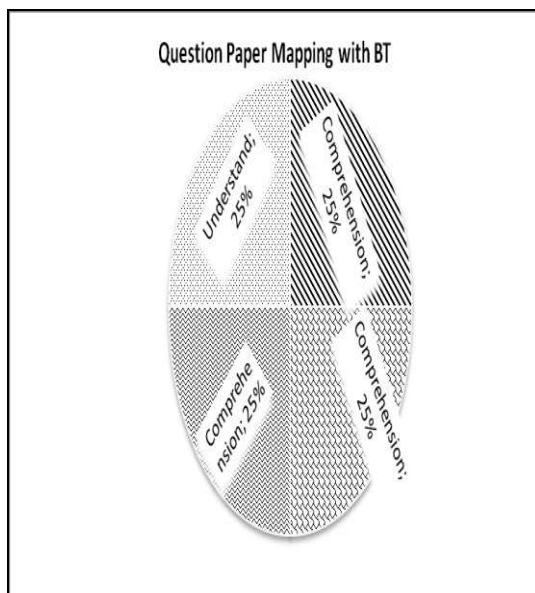 Question Paper Mapping with BT
Understand;
25%
Comprehension;
25%
Comprehe
nsion; 25%
Comprehension;
25%